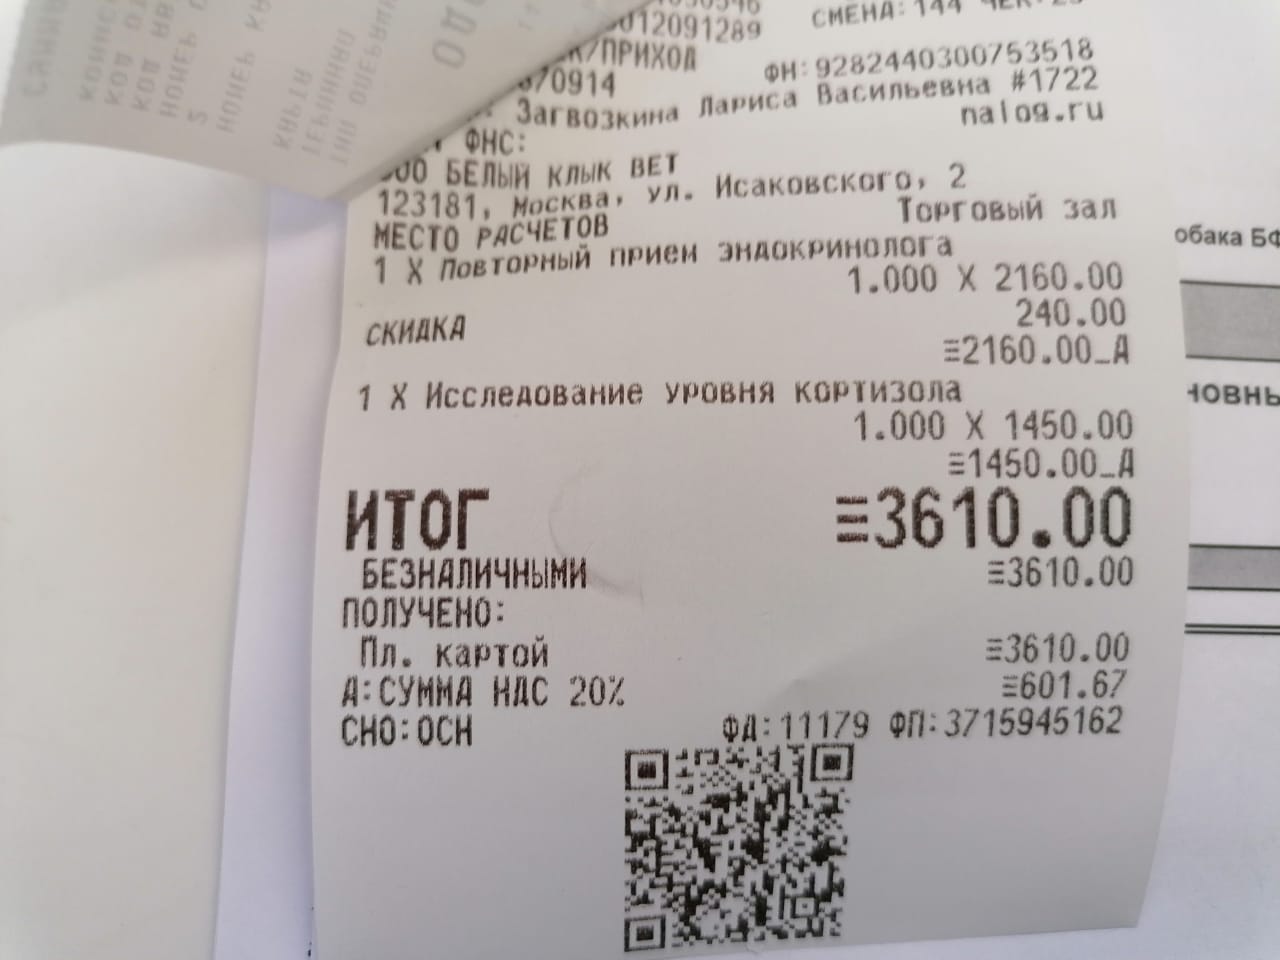 СМЕНА: 144
012091289
/ПРИХОД
ФН:9282440300753518
70914
Загвозкина Лариса Васильевна #1722
nalog.ru
ФНС:
ООО БЕЛЫЙ КЛЫК ВЕТ
123181, Москва, ул. Исаковского, 2
МЕСТО РАСЧЕТОВ Торговый зал
1 X Повторный прием эндокринолога
1.000 X 2160.00
СКИДКА 240.00
≡2160.00_А
1 X Исследование уровня кортизола
1.000 X 1450.00
≡1450.00_А
ИТОГ ≡3610.00
БЕЗНАЛИЧНЫМИ ≡3610.00
ПОЛУЧЕНО:
Пл. картой ≡3610.00
А:СУММА НДС 20% ≡601.67
СНО:ОСН ФД:11179 ФП:3715945162
обака БФ
новны